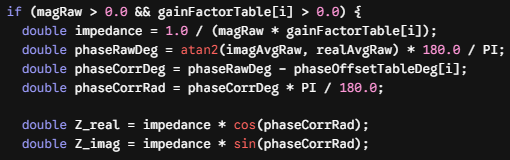 if (magRaw > 0.0 && gainFactorTable[i] > 0.0) {
double impedance = 1.0 / (magRaw * gainFactorTable[i]);
double phaseRawDeg = atan2(imagAvgRaw, realAvgRaw) * 180.0 / PI;
double phaseCorrDeg = phaseRawDeg - phaseOffsetTableDeg[i];
double phaseCorrRad = phaseCorrDeg * PI / 180.0;
double Z_real = impedance * cos(phaseCorrRad);
double Z_imag = impedance * sin(phaseCorrRad);